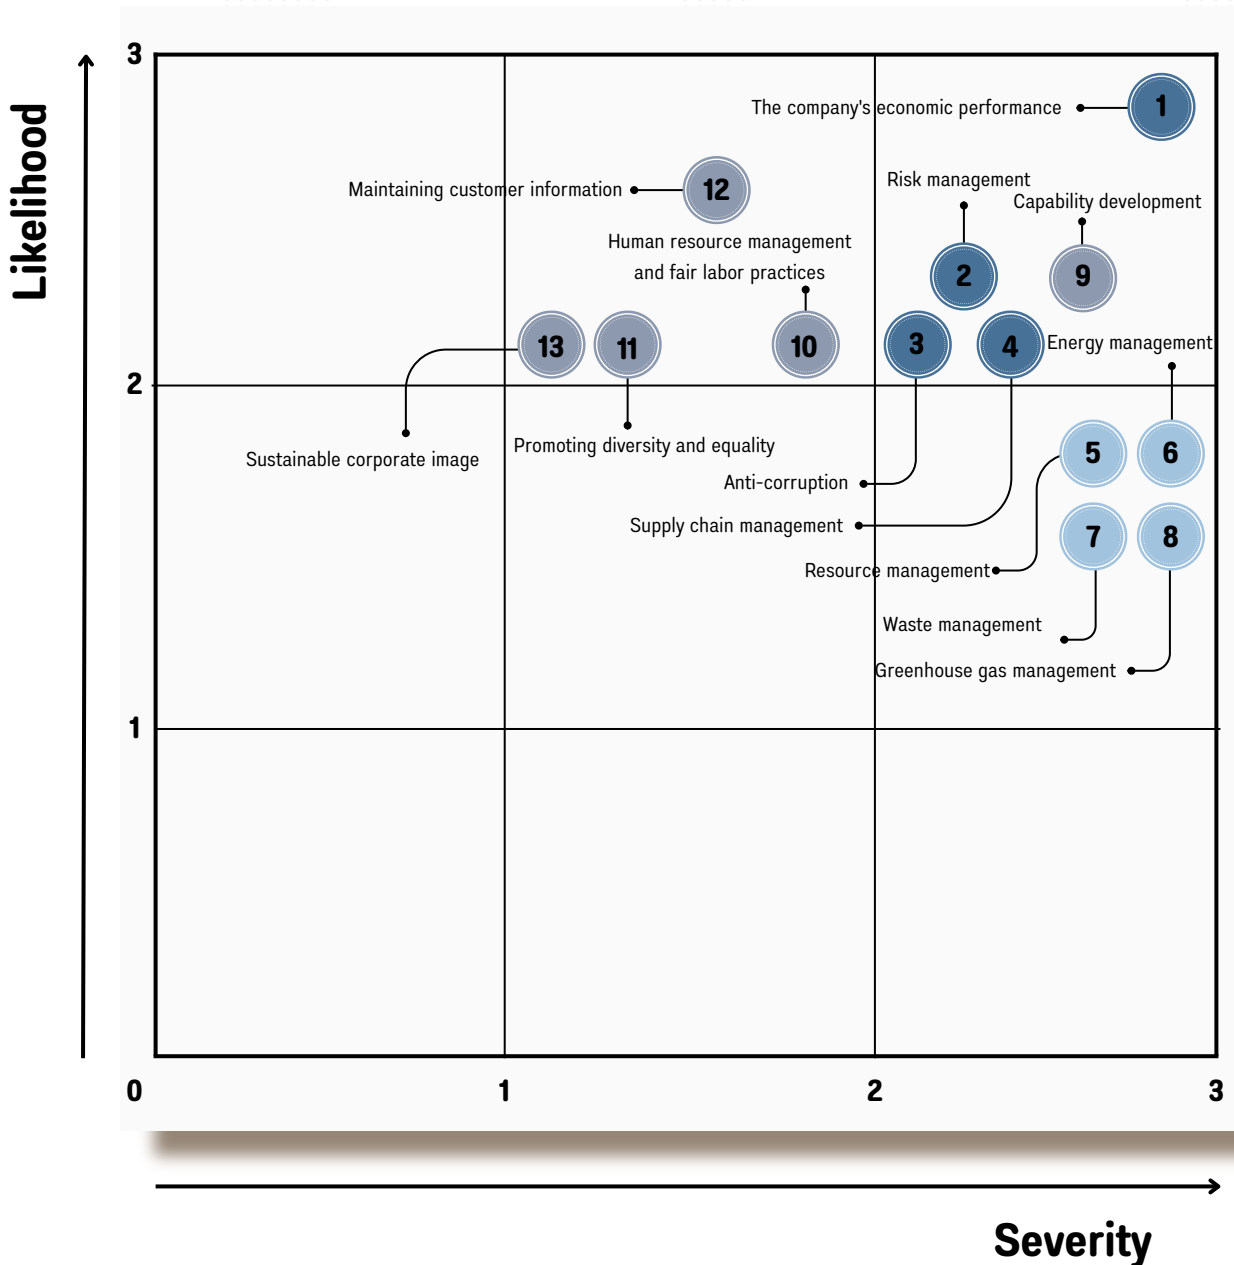 3
Likelihood
The company's economic performance
1
Risk management
Maintaining customer information
12
Capability development
Human resource management
and fair labor practices
2
9
13
11
10
3
4
Energy management
2
Sustainable corporate image
Promoting diversity and equality
5
6
Anti-corruption
Supply chain management
7
8
Resource management
Waste management
Greenhouse gas management
1
0
1
2
3
Severity